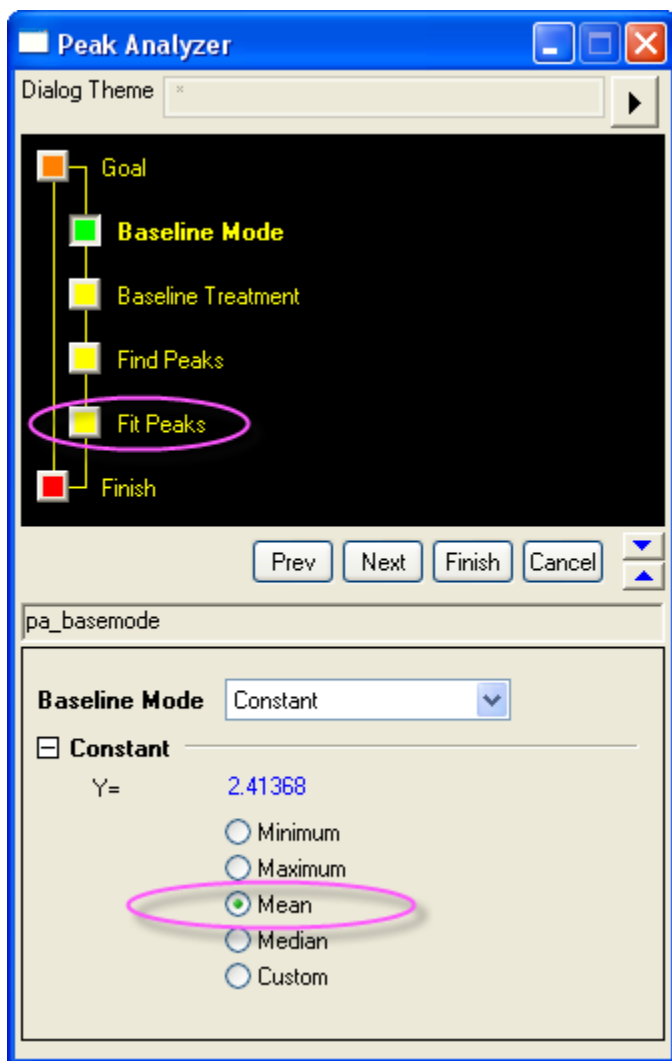 Peak Analyzer
Dialog Theme *
Goal
Baseline Mode
Baseline Treatment
Find Peaks
Fit Peaks
Finish
Prev Next Finish Cancel
pa_basemode
Baseline Mode Constant
Constant
Y= 2.41368
Minimum
Maximum
Mean
Median
Custom